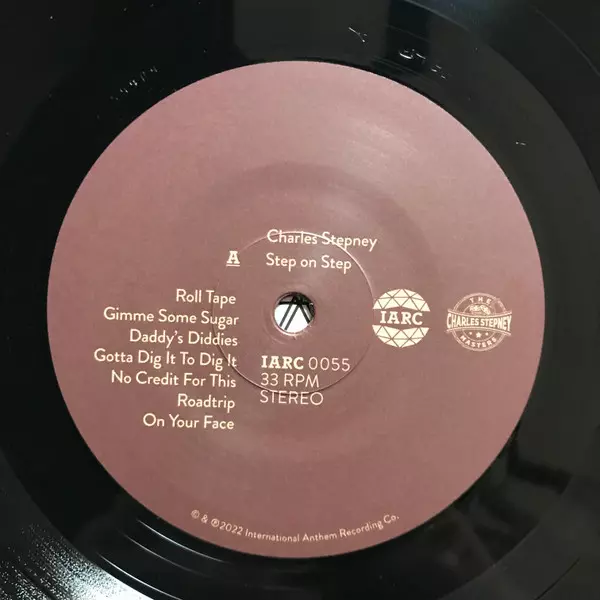 Charles Stepney
A
Step on Step
Roll Tape
Gimme Some Sugar
Daddy's Diddies
Gotta Dig It To Dig It
No Credit For This
Roadtrip
On Your Face
IARC 0055
33 RPM
STEREO
IARC
THE
CHARLES STEPNEY
MASTERS
© & ℗2022 International Anthem Recording Co.